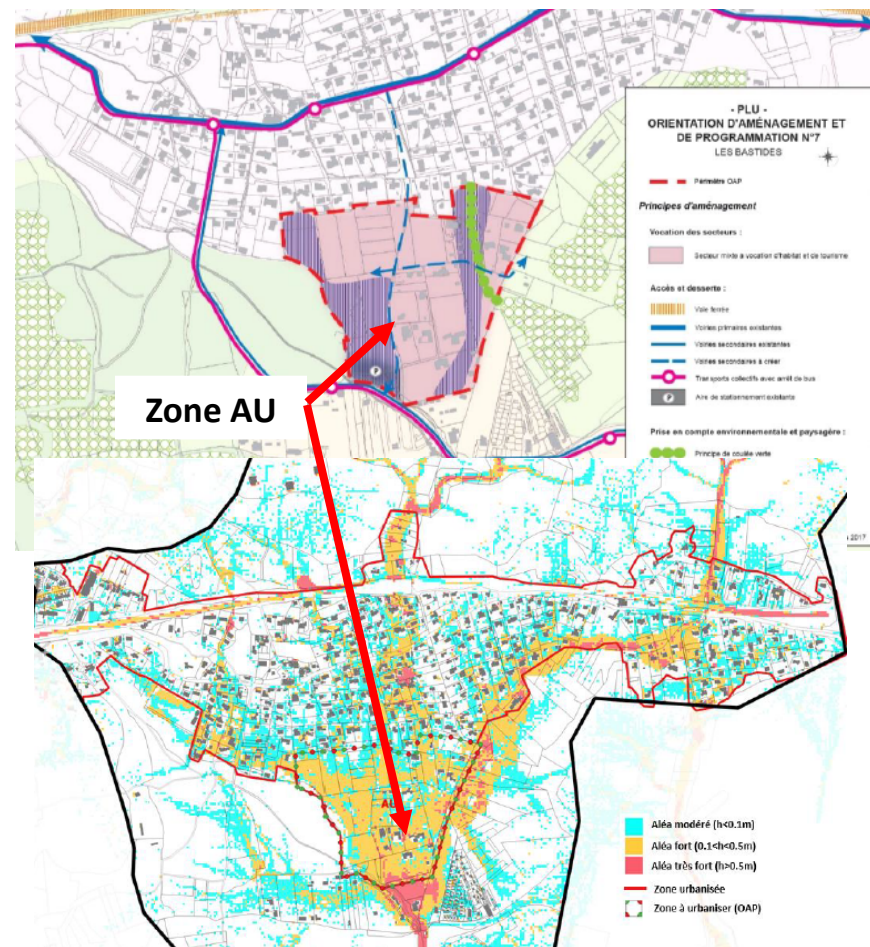 - PLU -
ORIENTATION D'AMÉNAGEMENT ET
DE PROGRAMMATION N°7
LES BASTIDES
Périmètre OAP
Principes d'aménagement
Vocation des secteurs :
Secteur mixte à vocation d'habitat et de tourisme
Accès et desserte :
Voie ferrée
Voiries primaires existantes
Voiries secondaires existantes
Voiries secondaires à créer
Transports collectifs avec arrêt de bus
P
Aire de stationnement existante
Prise en compte environnementale et paysagère :
Principe de coulée verte
P
Zone AU
2017
Aléa modéré (h<0.1m)
Aléa fort (0.1<h<0.5m)
Aléa très fort (h>0.5m)
Zone urbanisée
Zone à urbaniser (OAP)